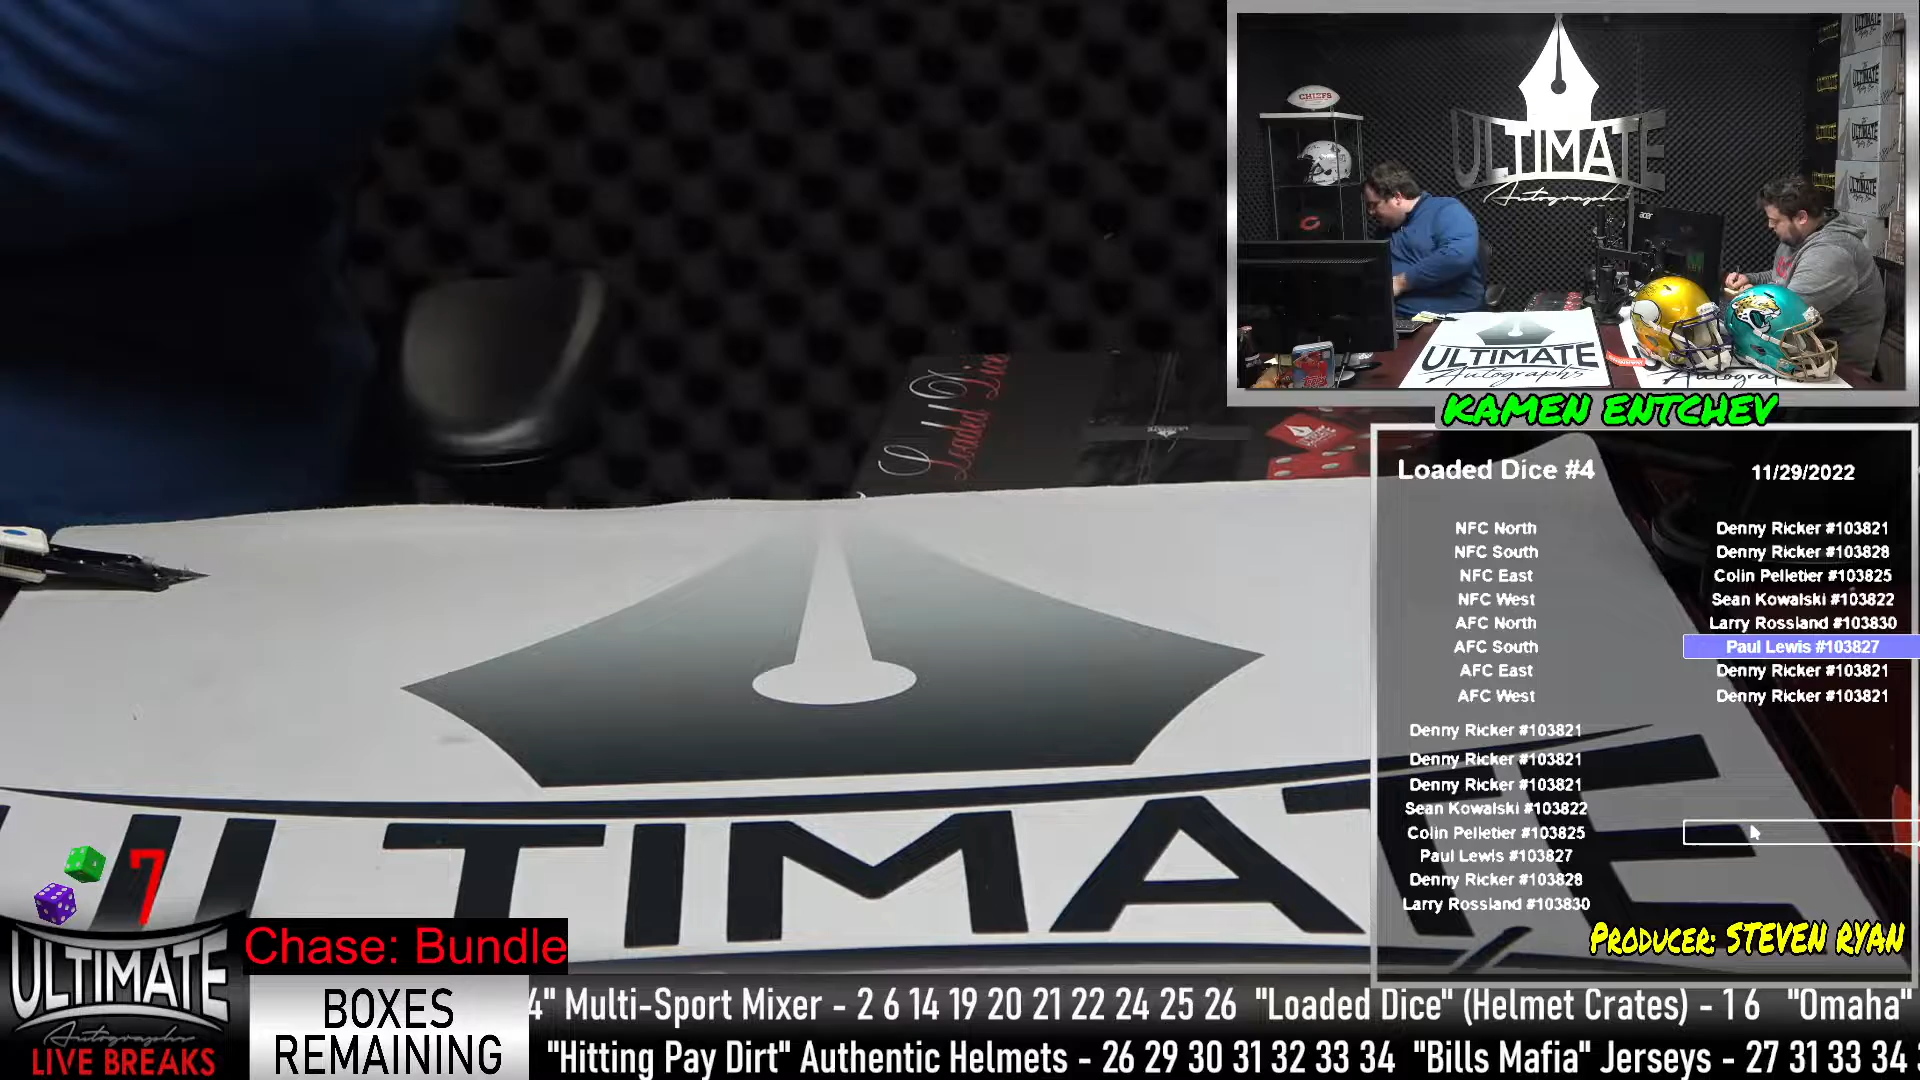 CHIEFS
ULTIMATE
Autographs
acer
ULTIMATE
Autographs
KAMEN ENTCHEV
Loaded Dice
Loaded Dice #4 11/29/2022
NFC North Denny Ricker #103821
NFC South Denny Ricker #103828
NFC East Colin Pelletier #103825
NFC West Sean Kowalski #103822
AFC North Larry Rossland #103830
AFC South Paul Lewis #103827
AFC East Denny Ricker #103821
AFC West Denny Ricker #103821
Denny Ricker #103821
Denny Ricker #103821
Denny Ricker #103821
Sean Kowalski #103822
Colin Pelletier #103825
Paul Lewis #103827
Denny Ricker #103828
Larry Rossland #103830
Producer: STEVEN RYAN
ULTIMATE
7
ULTIMATE
Autographs
LIVE BREAKS
Chase: Bundle
BOXES
REMAINING
4" Multi-Sport Mixer - 2 6 14 19 20 21 22 24 25 26 "Loaded Dice" (Helmet Crates) - 1 6 "Omaha"
"Hitting Pay Dirt" Authentic Helmets - 26 29 30 31 32 33 34 "Bills Mafia" Jerseys - 27 31 33 34